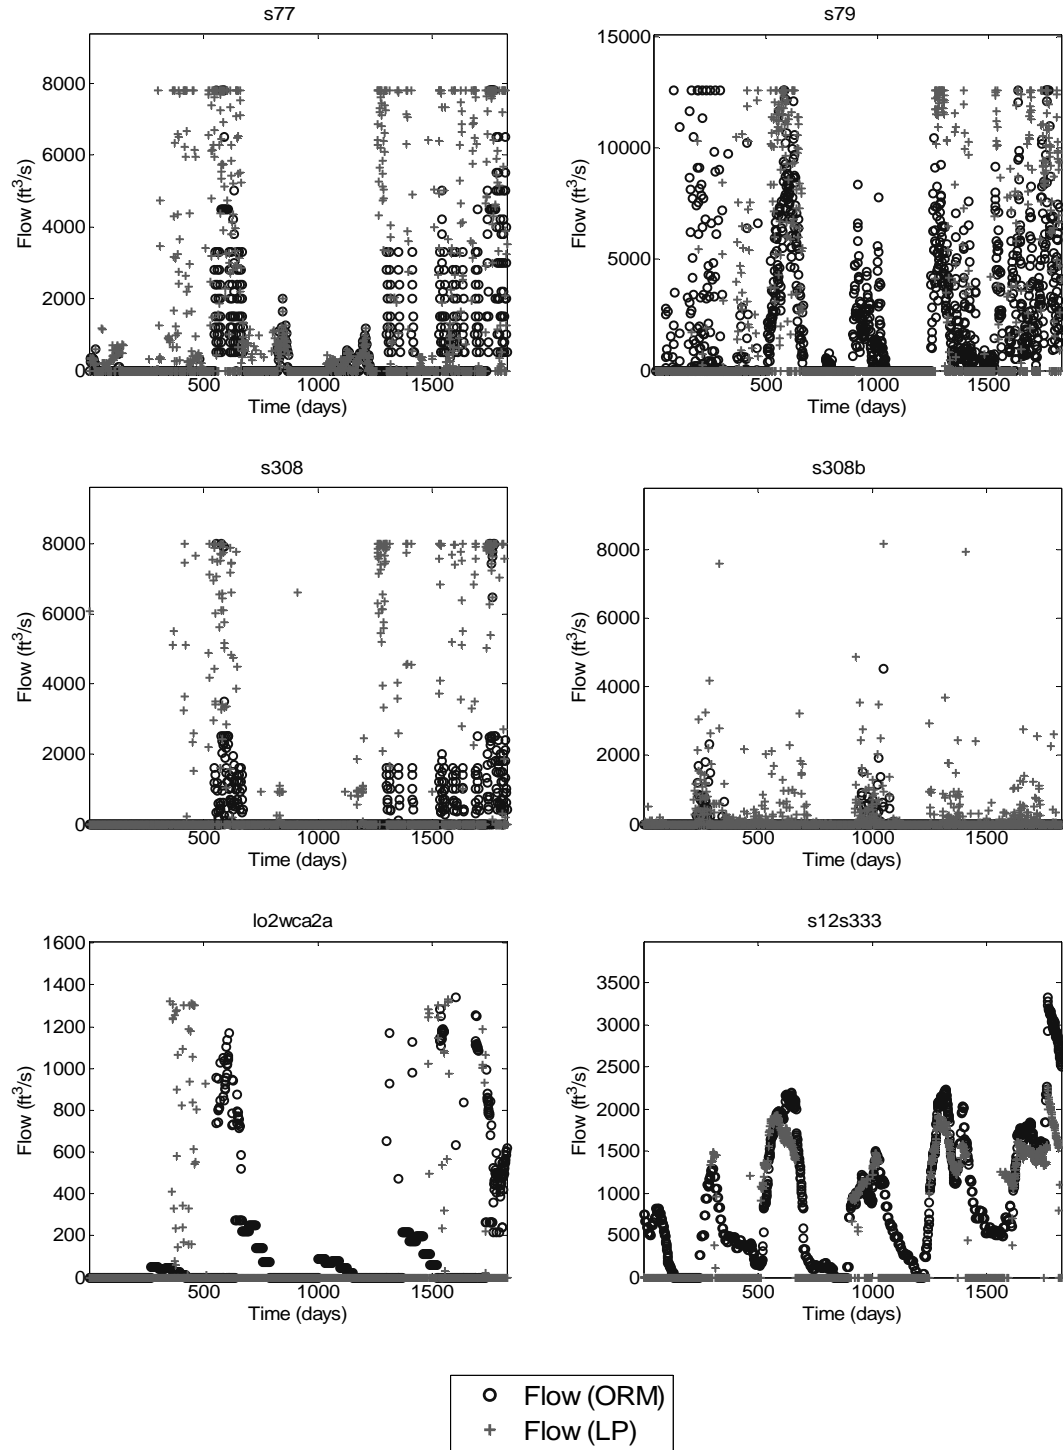 s77
s79
8000
6000
4000
2000
0
Flow (ft³/s)
500
1000
1500
Time (days)
15000
10000
5000
0
Flow (ft³/s)
500
1000
1500
Time (days)
s308
s308b
8000
6000
4000
2000
0
Flow (ft³/s)
500
1000
1500
Time (days)
8000
6000
4000
2000
0
Flow (ft³/s)
500
1000
1500
Time (days)
lo2wca2a
s12s333
1600
1400
1200
1000
800
600
400
200
0
Flow (ft³/s)
500
1000
1500
Time (days)
3500
3000
2500
2000
1500
1000
500
0
Flow (ft³/s)
500
1000
1500
Time (days)
Flow (ORM)
Flow (LP)